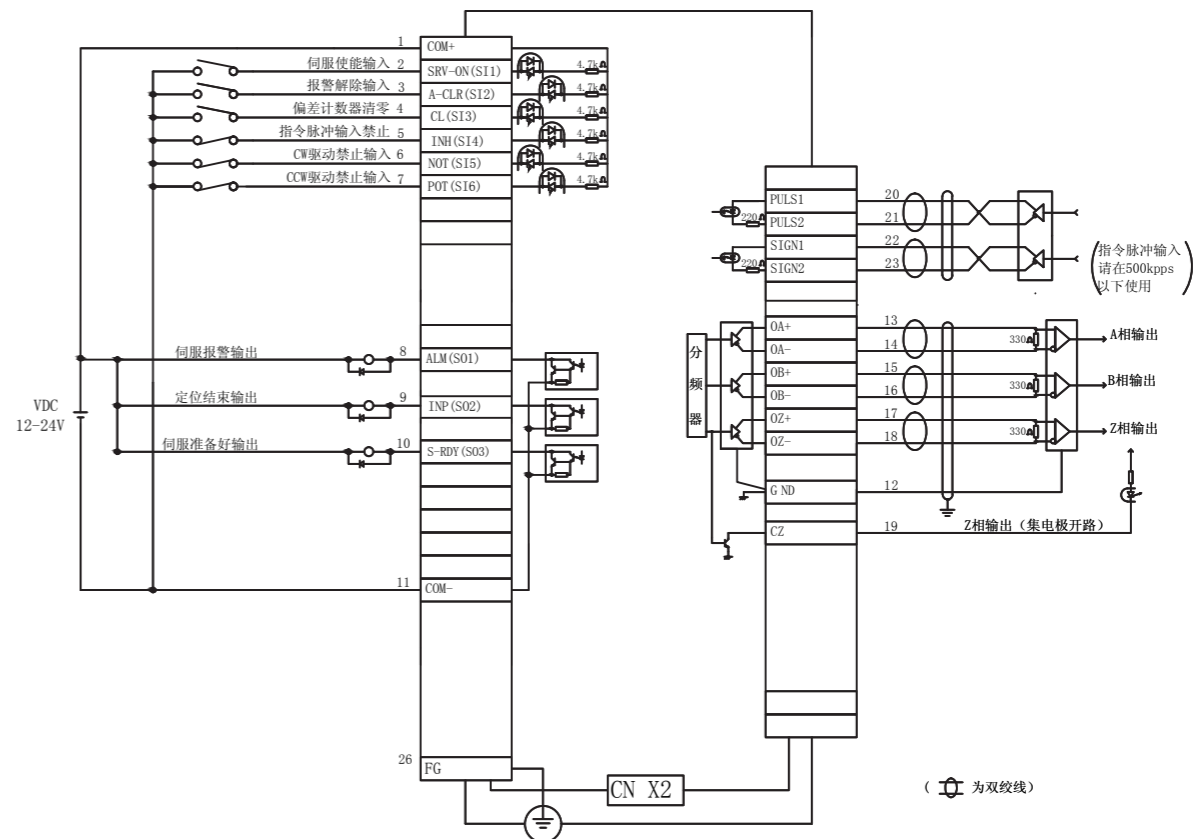 1 COM+
伺服使能输入 2 SRV-ON(SI1) 4.7kΩ
报警解除输入 3 A-CLR(SI2) 4.7kΩ
偏差计数器清零 4 CL(SI3) 4.7kΩ
指令脉冲输入禁止 5 INH(SI4) 4.7kΩ
CW驱动禁止输入 6 NOT(SI5) 4.7kΩ
CCW驱动禁止输入 7 POT(SI6) 4.7kΩ
伺服报警输出 8 ALM(SO1)
定位结束输出 9 INP(SO2)
伺服准备好输出 10 S-RDY(SO3)
VDC
12-24V
11 COM-
26 FG
CN X2
PULS1 20
220Ω PULS2 21
SIGN1 22
220Ω SIGN2 23
指令脉冲输入
请在500kpps
以下使用
分
频
器
OA+ 13
OA- 14 330Ω A相输出
OB+ 15
OB- 16 330Ω B相输出
OZ+ 17
OZ- 18 330Ω Z相输出
G ND 12
CZ 19 Z相输出（集电极开路）
( 为双绞线)